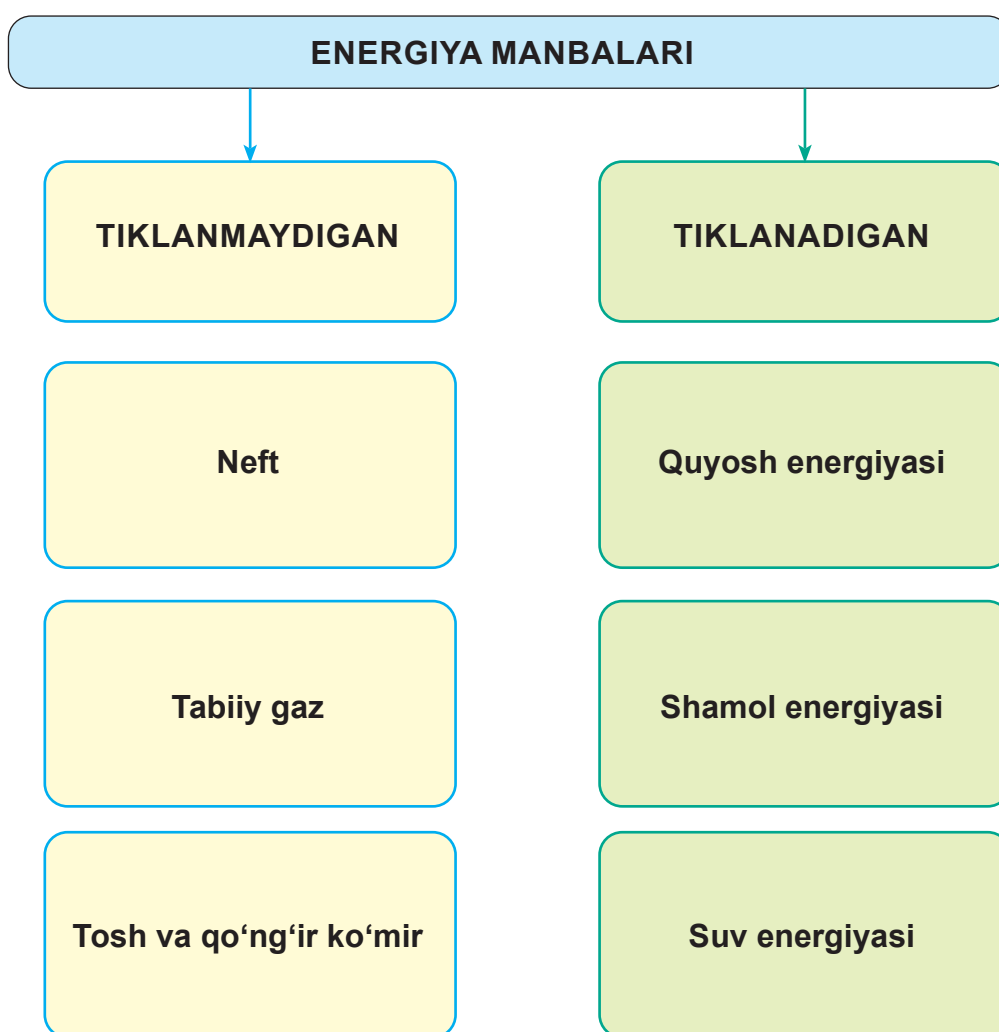 ENERGIYA MANBALARI
TIKLANMAYDIGAN
TIKLANADIGAN
Neft
Quyosh energiyasi
Tabiiy gaz
Shamol energiyasi
Tosh va qo‘ng‘ir ko‘mir
Suv energiyasi